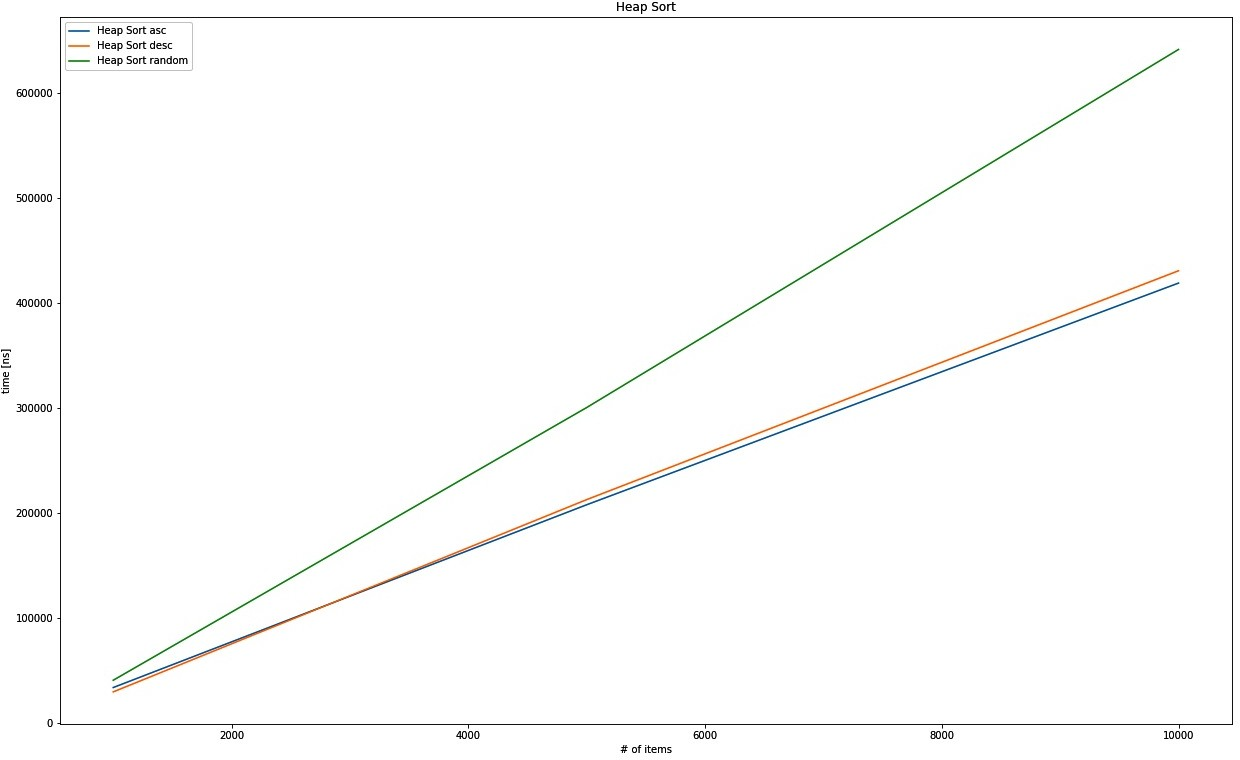 Heap Sort
Heap Sort asc
Heap Sort desc
Heap Sort random
600000
500000
400000
300000
200000
100000
0
time [ns]
2000 4000 6000 8000 10000
# of items